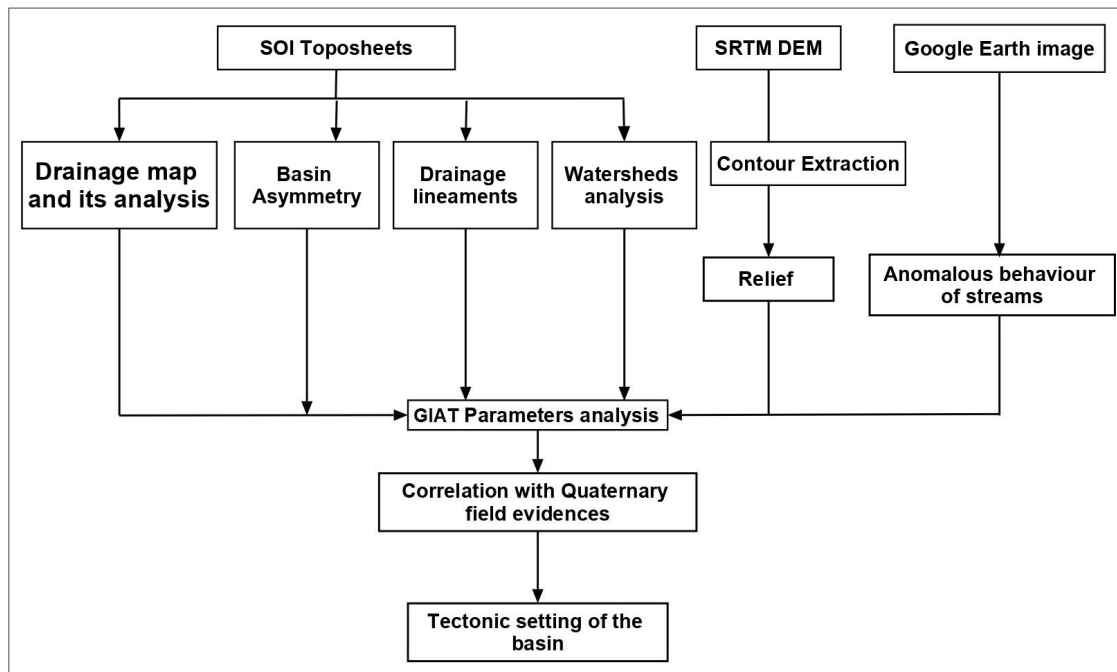 SOI Toposheets
SRTM DEM
Google Earth image
Drainage map
and its analysis
Basin
Asymmetry
Drainage
lineaments
Watersheds
analysis
Contour Extraction
Relief
Anomalous behaviour
of streams
GIAT Parameters analysis
Correlation with Quaternary
field evidences
Tectonic setting of the
basin